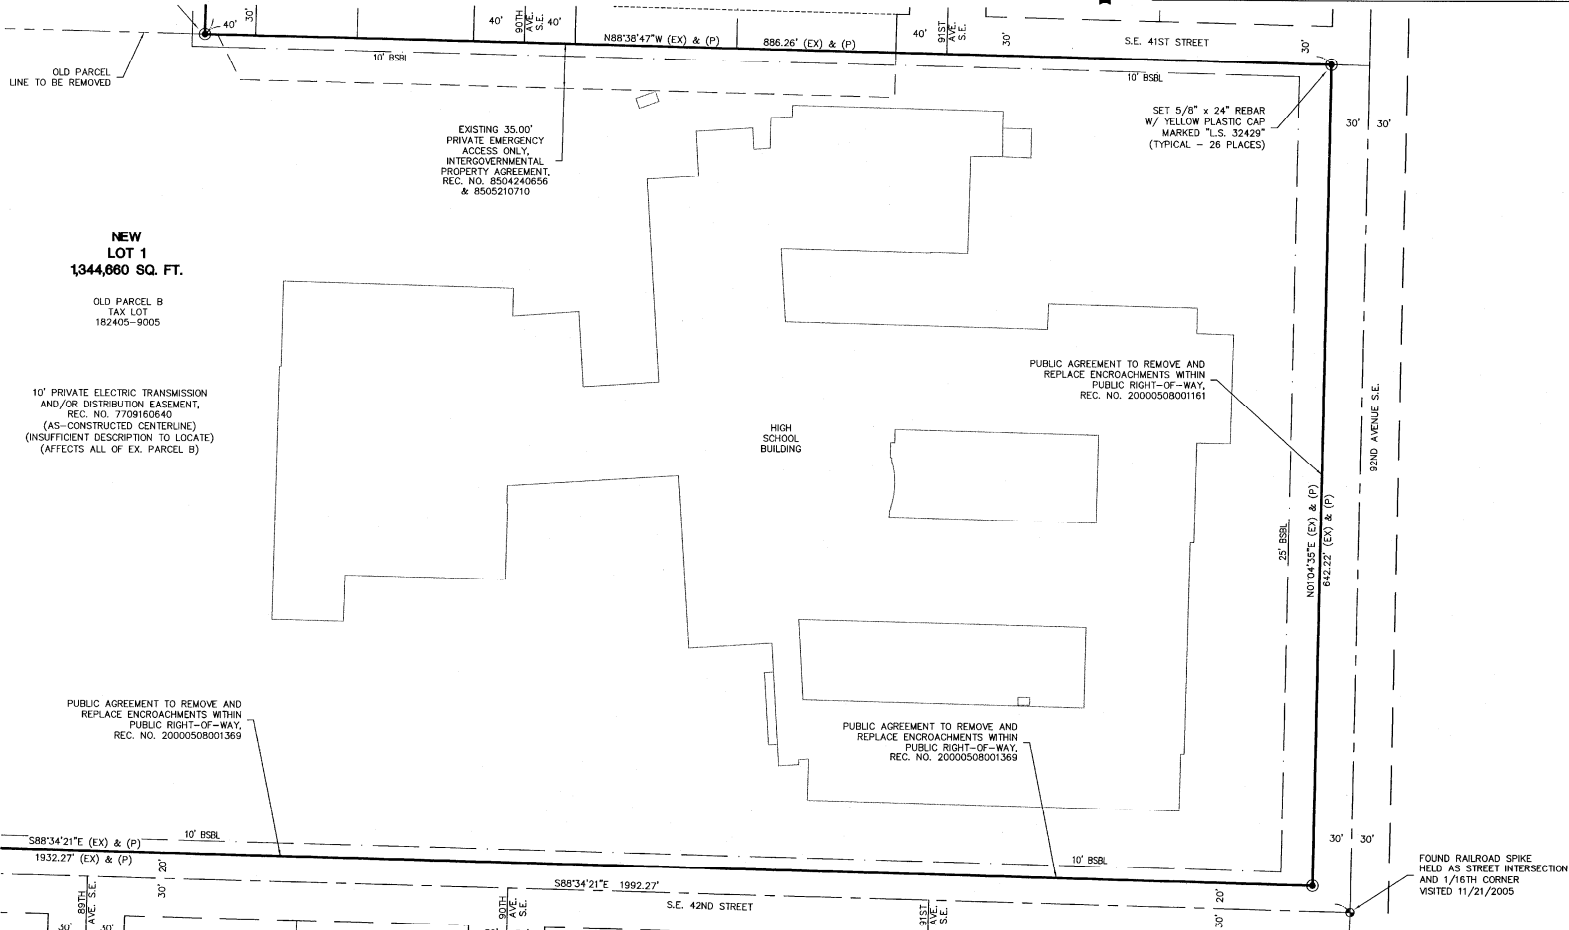 40'
30'
40'
90TH
AVE.
S.E.
40'
N88°38'47"W (EX) & (P)
886.26' (EX) & (P)
40'
91ST
AVE.
S.E.
30'
S.E. 41ST STREET
30'
10' BSBL
10' BSBL
OLD PARCEL
LINE TO BE REMOVED
EXISTING 35.00'
PRIVATE EMERGENCY
ACCESS ONLY,
INTERGOVERNMENTAL
PROPERTY AGREEMENT,
REC. NO. 8504240656
& 8505210710
SET 5/8" x 24" REBAR
W/ YELLOW PLASTIC CAP
MARKED "L.S. 32429"
(TYPICAL - 26 PLACES)
30'
30'
NEW
LOT 1
1,344,660 SQ. FT.
OLD PARCEL B
TAX LOT
182405-9005
10' PRIVATE ELECTRIC TRANSMISSION
AND/OR DISTRIBUTION EASEMENT,
REC. NO. 7709160640
(AS-CONSTRUCTED CENTERLINE)
(INSUFFICIENT DESCRIPTION TO LOCATE)
(AFFECTS ALL OF EX. PARCEL B)
HIGH
SCHOOL
BUILDING
PUBLIC AGREEMENT TO REMOVE AND
REPLACE ENCROACHMENTS WITHIN
PUBLIC RIGHT-OF-WAY,
REC. NO. 20000508001161
92ND AVENUE S.E.
25' BSBL
N01°04'35"E (EX) & (P)
642.22' (EX) & (P)
PUBLIC AGREEMENT TO REMOVE AND
REPLACE ENCROACHMENTS WITHIN
PUBLIC RIGHT-OF-WAY,
REC. NO. 20000508001369
PUBLIC AGREEMENT TO REMOVE AND
REPLACE ENCROACHMENTS WITHIN
PUBLIC RIGHT-OF-WAY,
REC. NO. 20000508001369
S88°34'21"E (EX) & (P)
1932.27' (EX) & (P)
10' BSBL
20'
30'
89TH
AVE. S.E.
30'
30'
S88°34'21"E 1992.27'
90TH
AVE.
S.E.
S.E. 42ND STREET
91ST
AVE.
S.E.
10' BSBL
20'
30'
30'
30'
FOUND RAILROAD SPIKE
HELD AS STREET INTERSECTION
AND 1/16TH CORNER
VISITED 11/21/2005